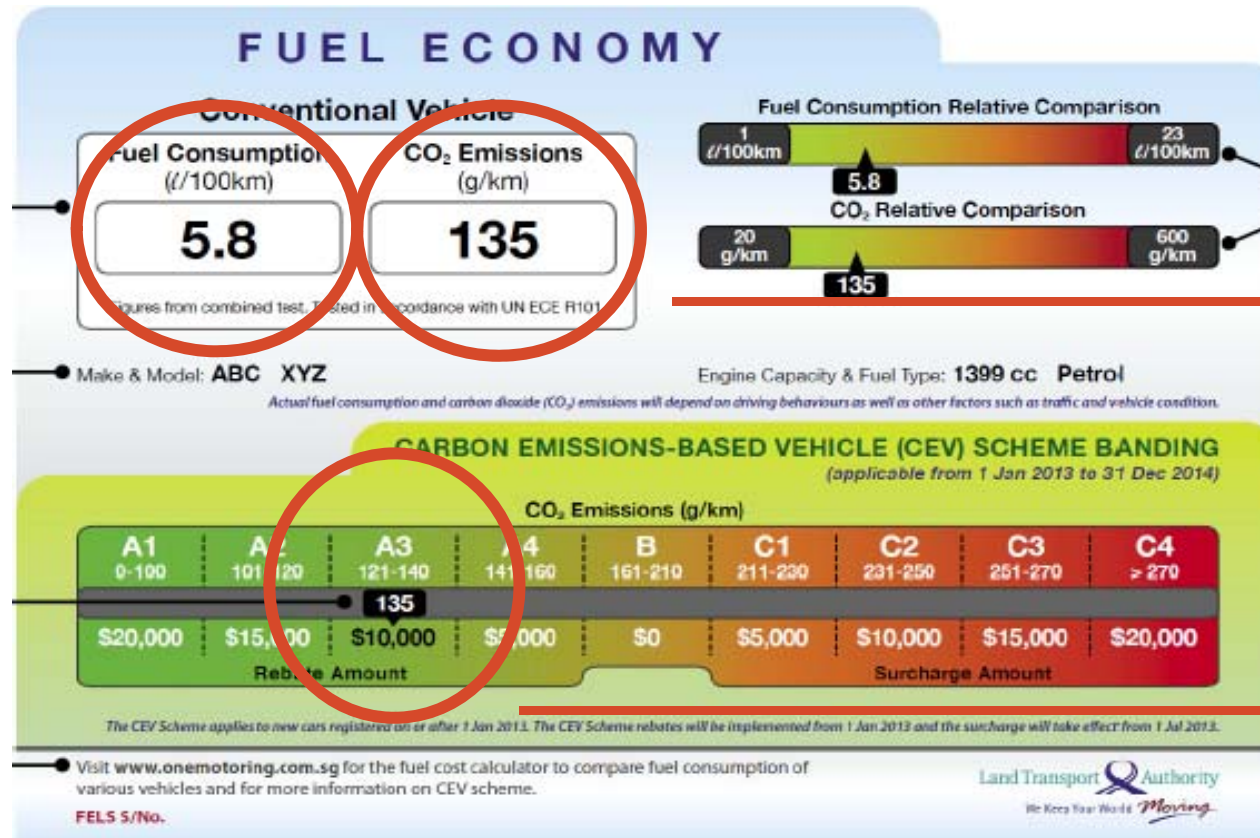 FUEL ECONOMY
Conventional Vehicle
Fuel Consumption
(ℓ/100km)
5.8
CO₂ Emissions
(g/km)
135
Figures from combined test. Tested in accordance with UN ECE R101
Fuel Consumption Relative Comparison
1
ℓ/100km
23
ℓ/100km
5.8
CO₂ Relative Comparison
20
g/km
600
g/km
135
Make & Model: ABC XYZ
Engine Capacity & Fuel Type: 1399 cc Petrol
Actual fuel consumption and carbon dioxide (CO₂) emissions will depend on driving behaviours as well as other factors such as traffic and vehicle condition.
CARBON EMISSIONS-BASED VEHICLE (CEV) SCHEME BANDING
(applicable from 1 Jan 2013 to 31 Dec 2014)
CO₂ Emissions (g/km)
A1 A2 A3 A4 B C1 C2 C3 C4
0-100 101-120 121-140 141-160 161-210 211-230 231-250 251-270 > 270
135
$20,000 $15,000 $10,000 $5,000 $0 $5,000 $10,000 $15,000 $20,000
Rebate Amount
Surcharge Amount
The CEV Scheme applies to new cars registered on or after 1 Jan 2013. The CEV Scheme rebates will be implemented from 1 Jan 2013 and the surcharge will take effect from 1 Jul 2013.
Visit www.onemotoring.com.sg for the fuel cost calculator to compare fuel consumption of
various vehicles and for more information on CEV scheme.
FELS S/No.
Land Transport Authority
We Keep Your World Moving